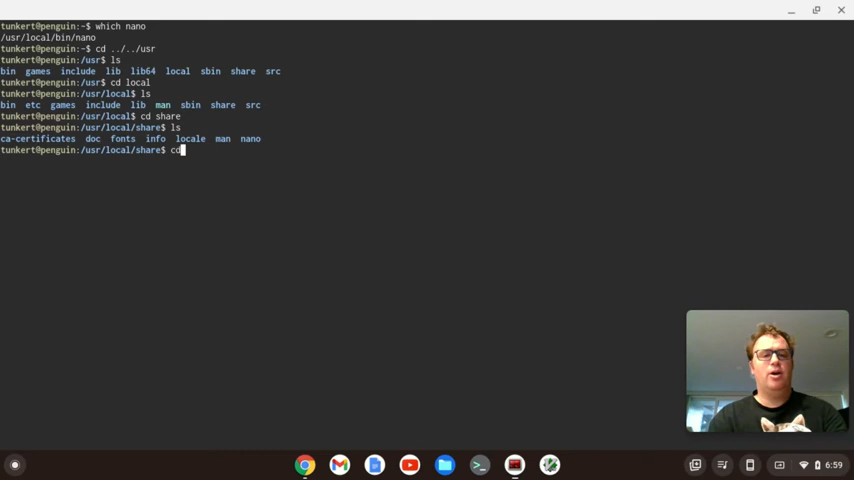 tunkert@penguin:~$ which nano
/usr/local/bin/nano
tunkert@penguin:~$ cd ../../usr
tunkert@penguin:/usr$ ls
bin games include lib lib64 local sbin share src
tunkert@penguin:/usr$ cd local
tunkert@penguin:/usr/local$ ls
bin etc games include lib man sbin share src
tunkert@penguin:/usr/local$ cd share
tunkert@penguin:/usr/local/share$ ls
ca-certificates doc fonts info locale man nano
tunkert@penguin:/usr/local/share$ cd
6:59